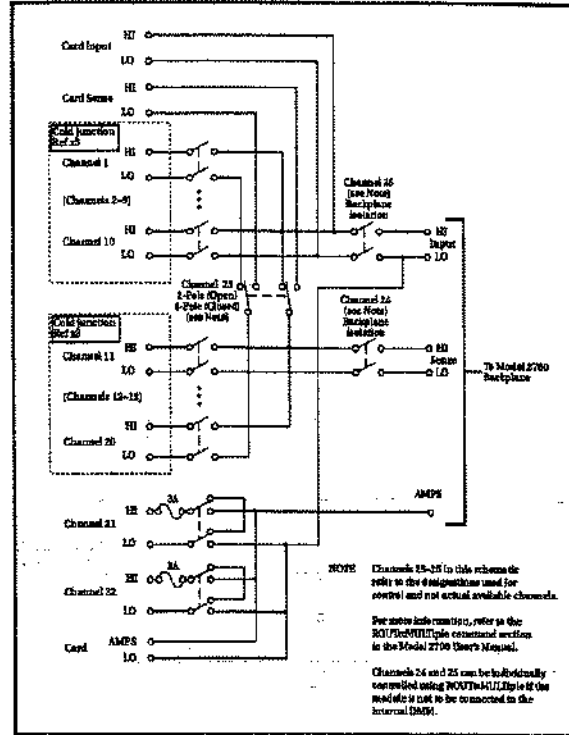 Card Input
HI
LO
Card Sense
HI
LO
Cold Junction
Ref x3
Channel 1
HI
LO
(Channels 2–9)
Channel 10
HI
LO
Channel 25
(see Note)
Backplane
Isolation
HI
Input
LO
Channel 23
2-Pole (Open)
4-Pole (Closed)
(see Note)
Channel 24
(see Note)
Backplane
Isolation
Cold Junction
Ref x3
Channel 11
HI
LO
HI
Sense
LO
To Model 2700
Backplane
Channel 20
HI
LO
Channel 21
HI
3A
LO
AMPS
Channel 22
HI
3A
LO
Card
AMPS
LO
NOTE
Channels 23–25 in this schematic
refer to the designations used for
control and not actual available channels.
For more information, refer to the
ROUTe:MULTiple command section
in the Model 2700 User's Manual.
Channels 24 and 25 can be individually
controlled using ROUTe:MULTiple if the
module is not to be connected to the
internal DMM.